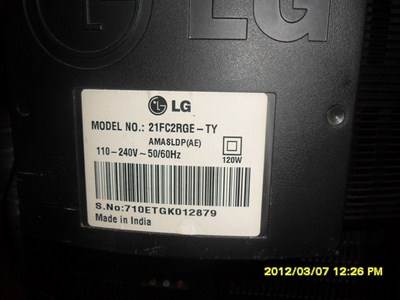 LG
LG
MODEL NO.: 21FC2RGE-TY
AMASLDP(AE)
110-240V~50/60Hz
120W
S.No:710ETGK012879
Made in India
2012/03/07 12:26 PM